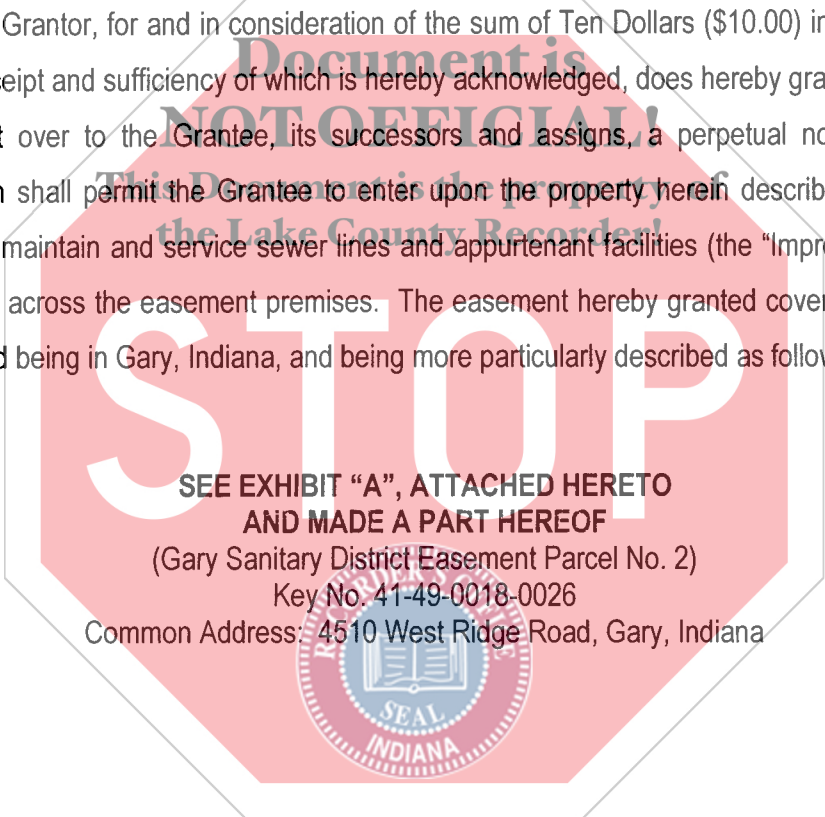 Grantor, for and in consideration of the sum of Ten Dollars ($10.00) in
Document is
eipt and sufficiency of which is hereby acknowledged, does hereby gra
NOT OFFICIAL!
over to the Grantee, its successors and assigns, a perpetual no
This Document is the property of
shall permit the Grantee to enter upon the property herein describ
the Lake County Recorder!
maintain and service sewer lines and appurtenant facilities (the “Impr
across the easement premises. The easement hereby granted cover
d being in Gary, Indiana, and being more particularly described as follov
STOP
SEE EXHIBIT “A”, ATTACHED HERETO
AND MADE A PART HEREOF
(Gary Sanitary District Easement Parcel No. 2)
Key No. 41-49-0018-0026
Common Address: 4510 West Ridge Road, Gary, Indiana
RECORDER'S OFFICE
SEAL
INDIANA